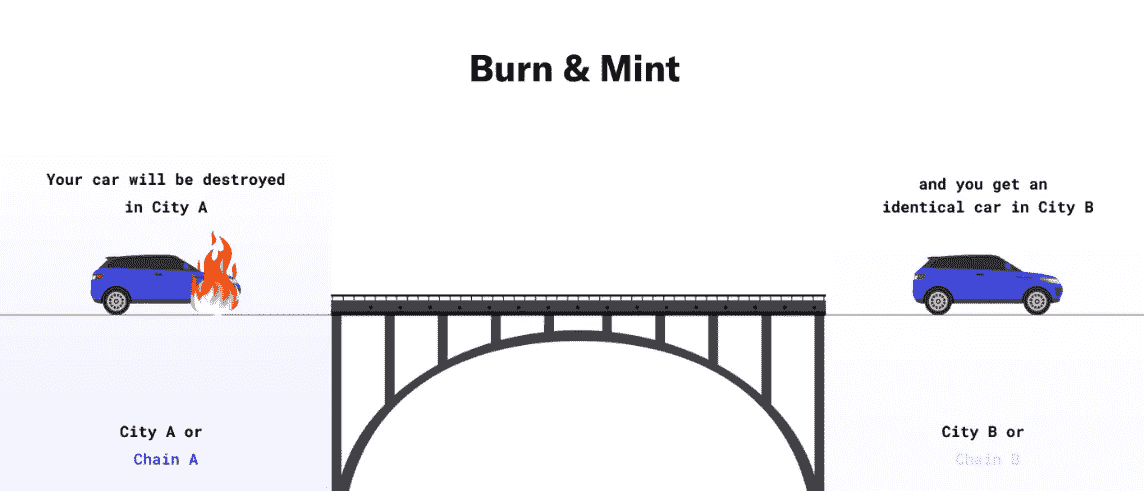 Burn & Mint
Your car will be destroyed
in City A
and you get an
identical car in City B
City A or
Chain A
City B or
Chain B